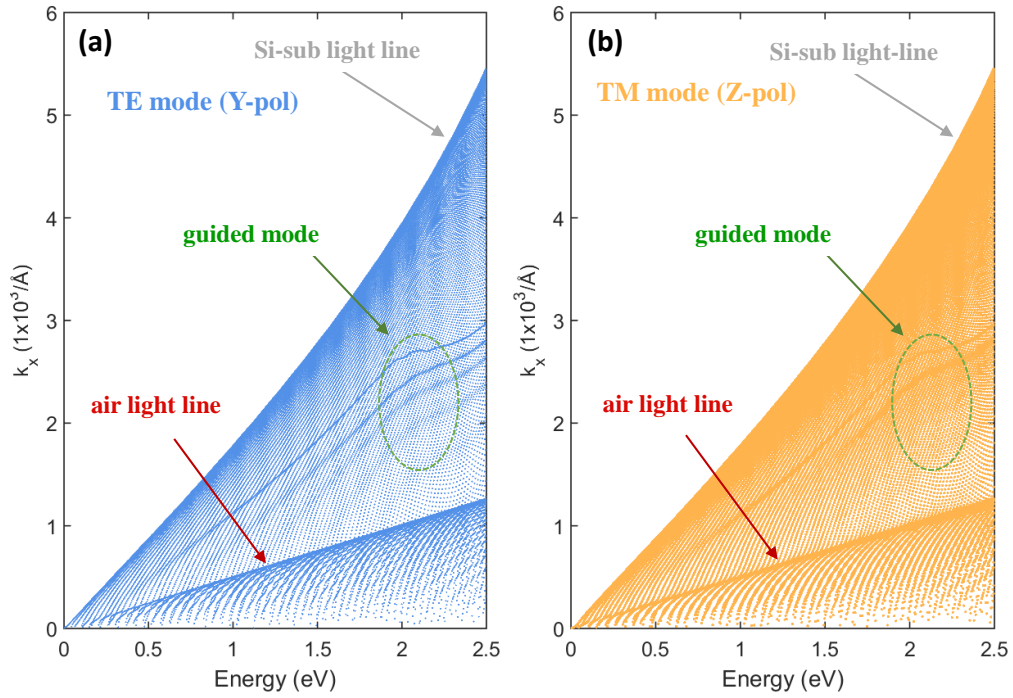 (a)
Si-sub light line
TE mode (Y-pol)
guided mode
air light line
6
5
4
3
2
1
0
kₓ (1x10³/Å)
0
0.5
1
1.5
2
2.5
Energy (eV)
(b)
Si-sub light-line
TM mode (Z-pol)
guided mode
air light line
6
5
4
3
2
1
0
kₓ (1x10³/Å)
0
0.5
1
1.5
2
2.5
Energy (eV)